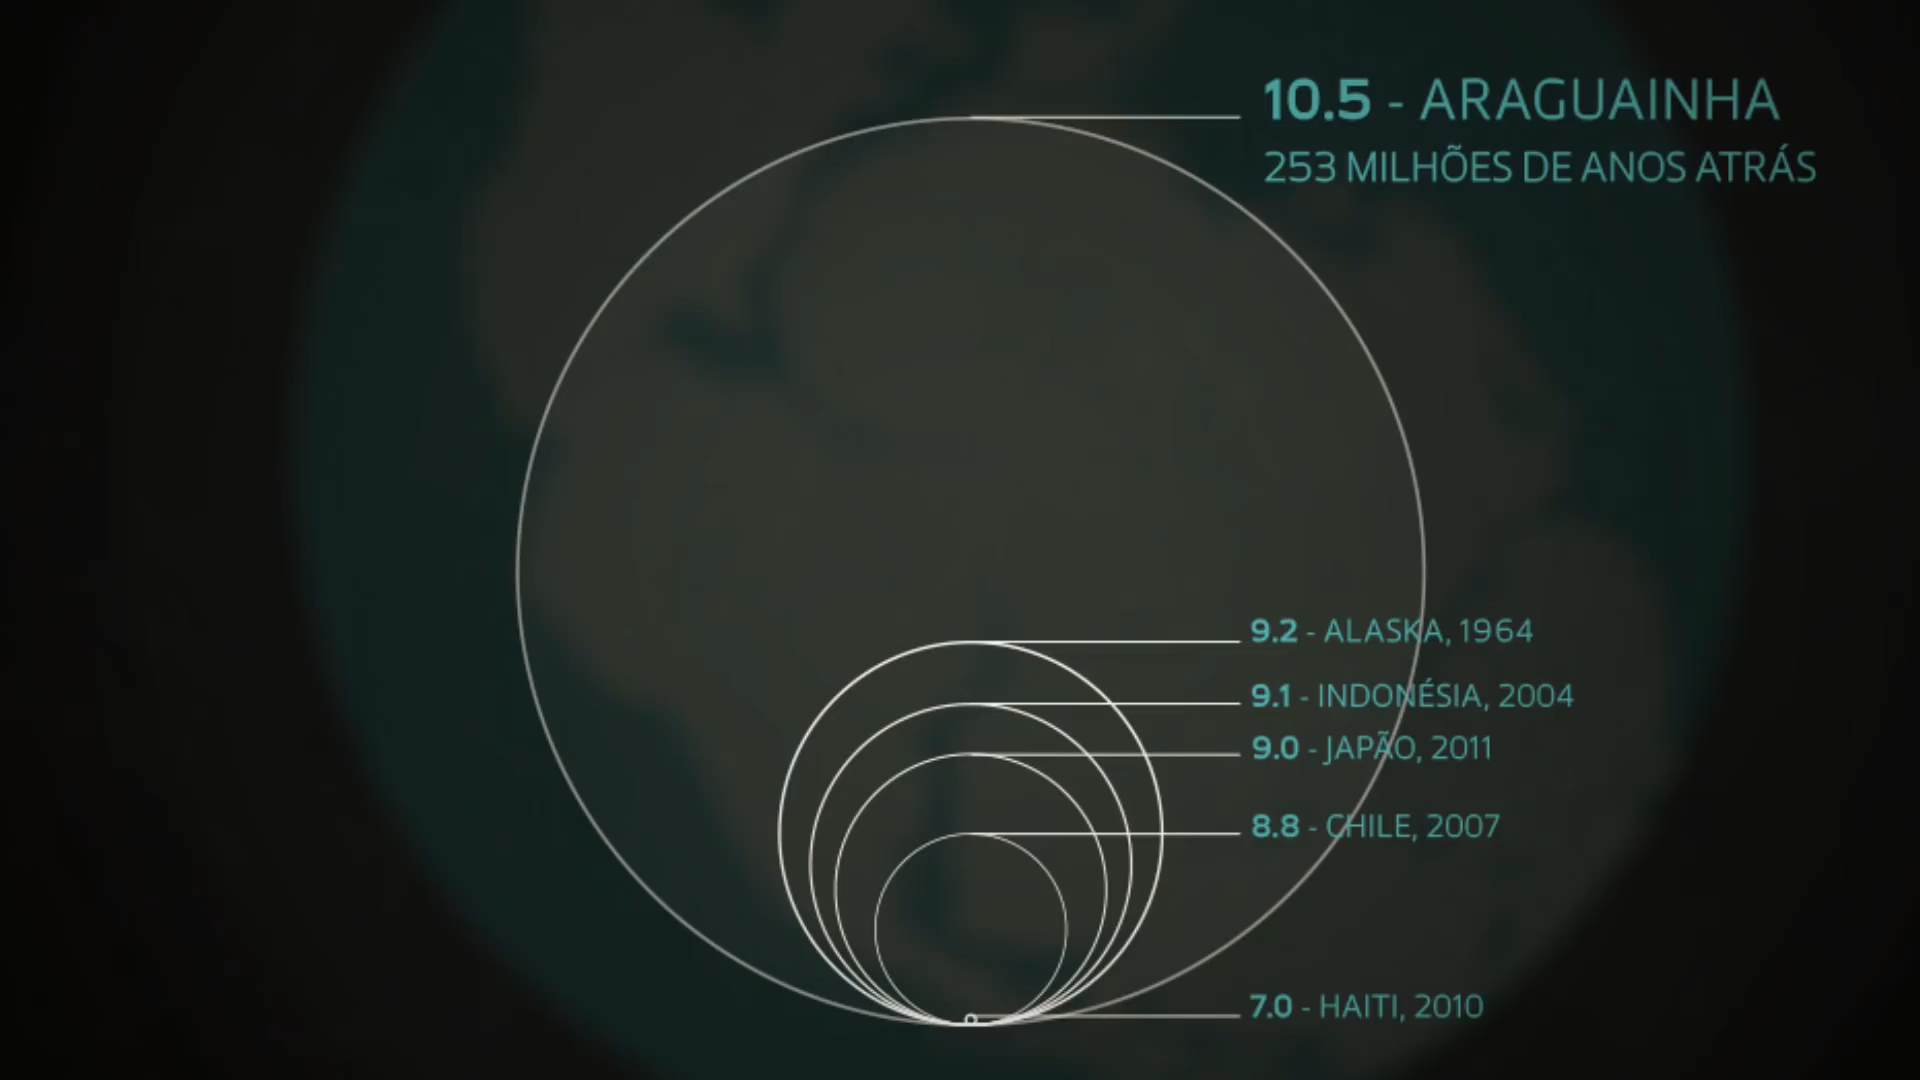 10.5 - ARAGUAINHA
253 MILHÕES DE ANOS ATRÁS
9.2 - ALASKA, 1964
9.1 - INDONÉSIA, 2004
9.0 - JAPÃO, 2011
8.8 - CHILE, 2007
7.0 - HAITI, 2010